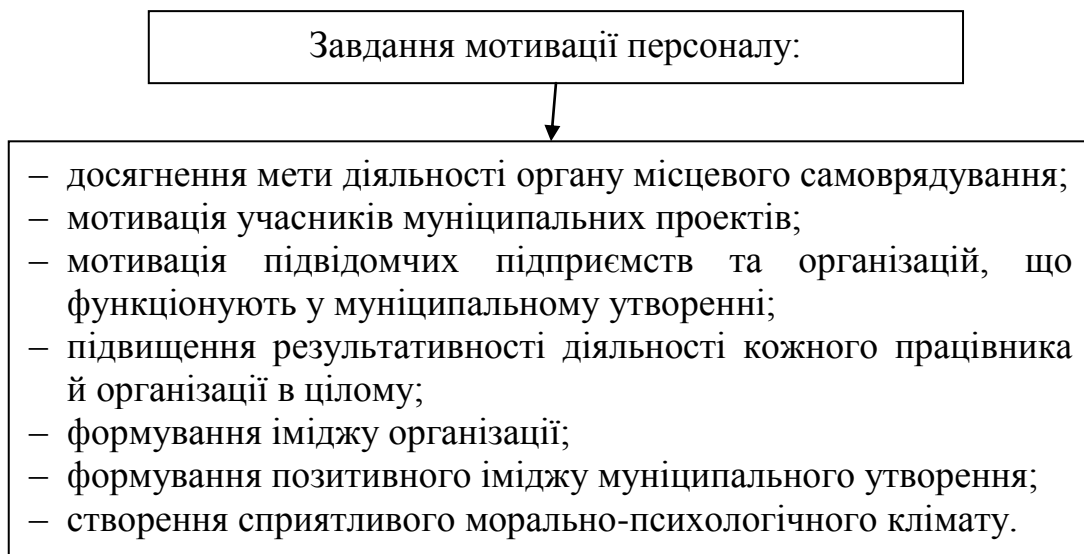 Завдання мотивації персоналу:
– досягнення мети діяльності органу місцевого самоврядування;
– мотивація учасників муніципальних проектів;
– мотивація підвідомчих підприємств та організацій, що
функціонують у муніципальному утворенні;
– підвищення результативності діяльності кожного працівника
й організації в цілому;
– формування іміджу організації;
– формування позитивного іміджу муніципального утворення;
– створення сприятливого морально-психологічного клімату.